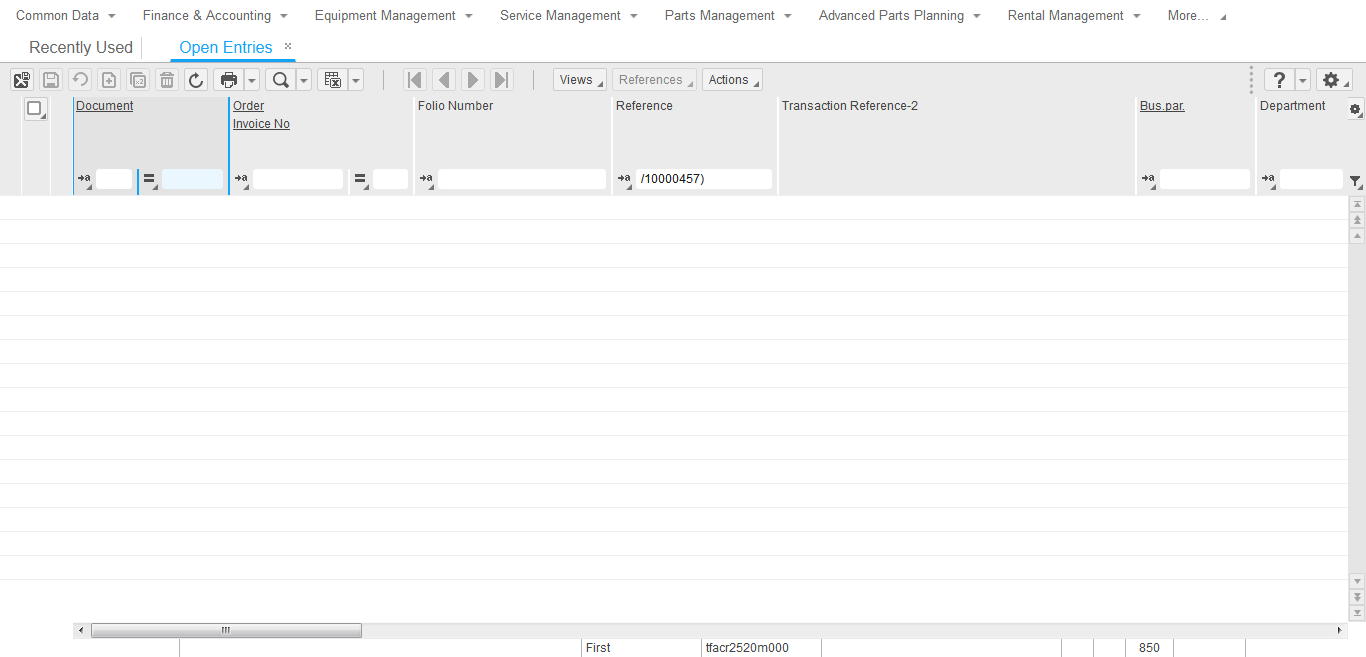 Common Data Finance & Accounting Equipment Management Service Management Parts Management Advanced Parts Planning Rental Management More...
Recently Used Open Entries ×
Views References Actions ?
Document Order Folio Number Reference Transaction Reference-2 Bus.par. Department
Invoice No
➔a = ➔a = ➔a ➔a /10000457) ➔a ➔a
First tfacr2520m000 850